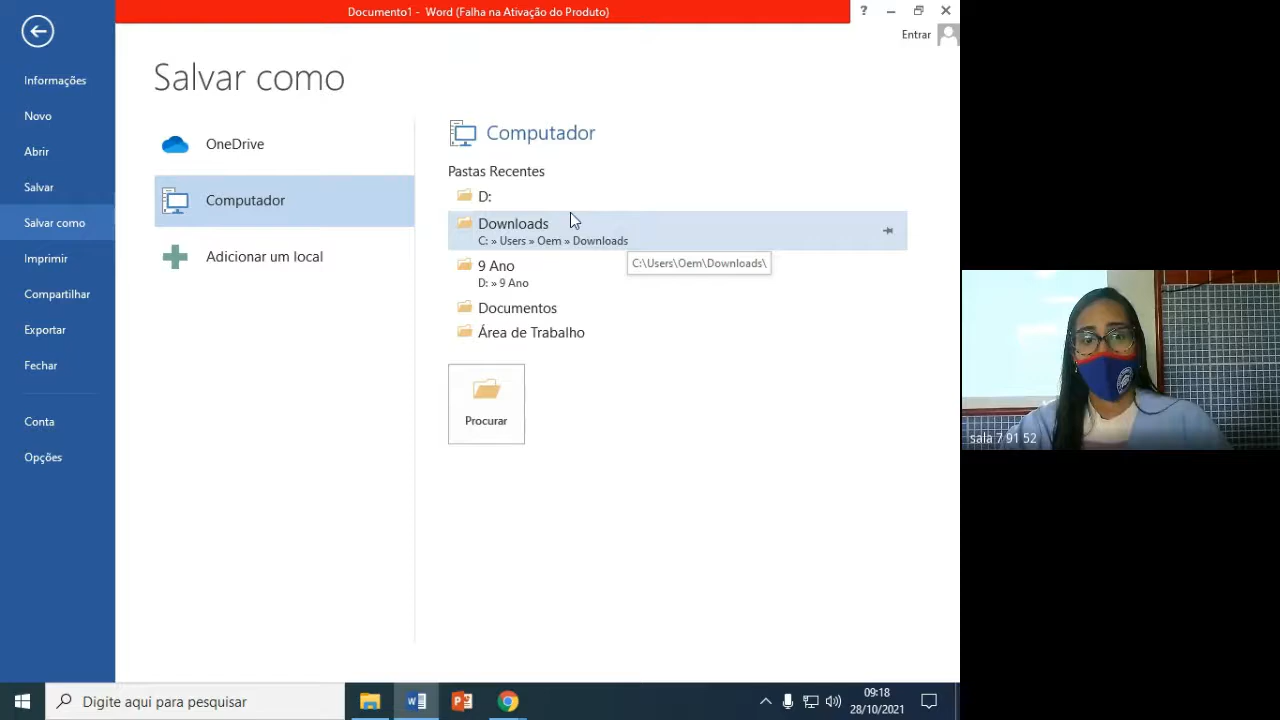 Documento1 - Word (Falha na Ativação do Produto)
?
Entrar
Informações
Novo
Abrir
Salvar
Salvar como
Imprimir
Compartilhar
Exportar
Fechar
Conta
Opções
Salvar como
OneDrive
Computador
Adicionar um local
Computador
Pastas Recentes
D:
Downloads
C: » Users » Oem » Downloads
C:\Users\Oem\Downloads\
9 Ano
D: » 9 Ano
Documentos
Área de Trabalho
Procurar
sala 7 91 52
Digite aqui para pesquisar
09:18
28/10/2021